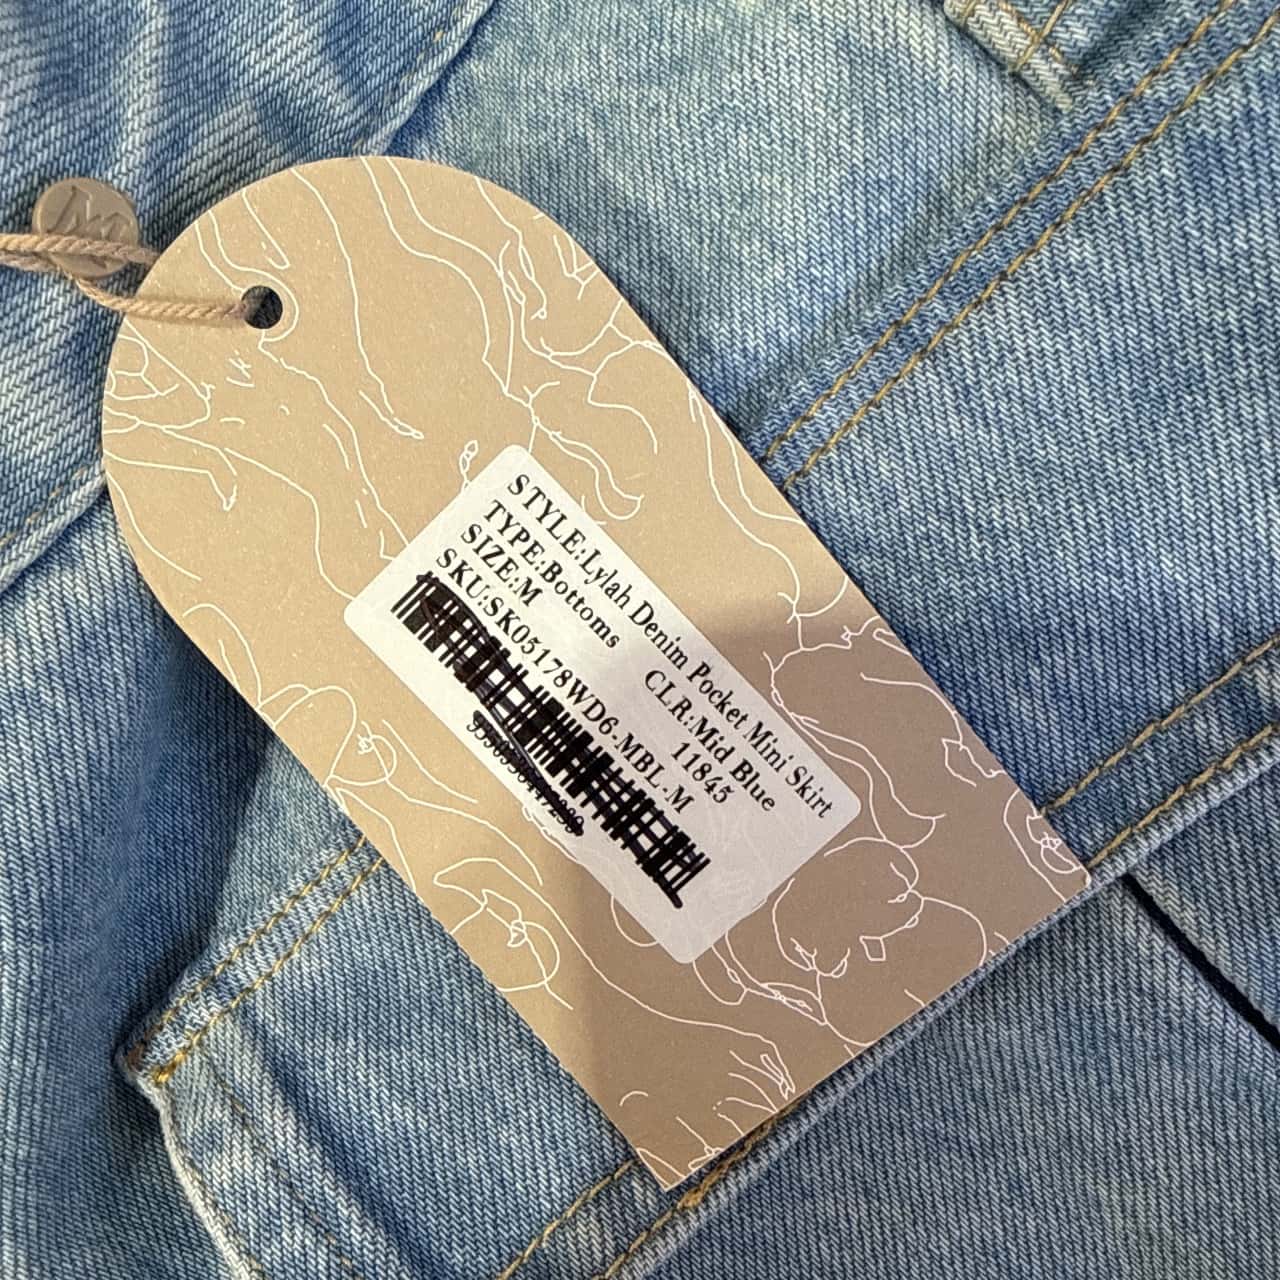 STYLE:Lylah Denim Pocket Mini Skirt
TYPE:Bottoms CLR:Mid Blue
SIZE:M 11845
SKU:SK05178WD6-MBL-M